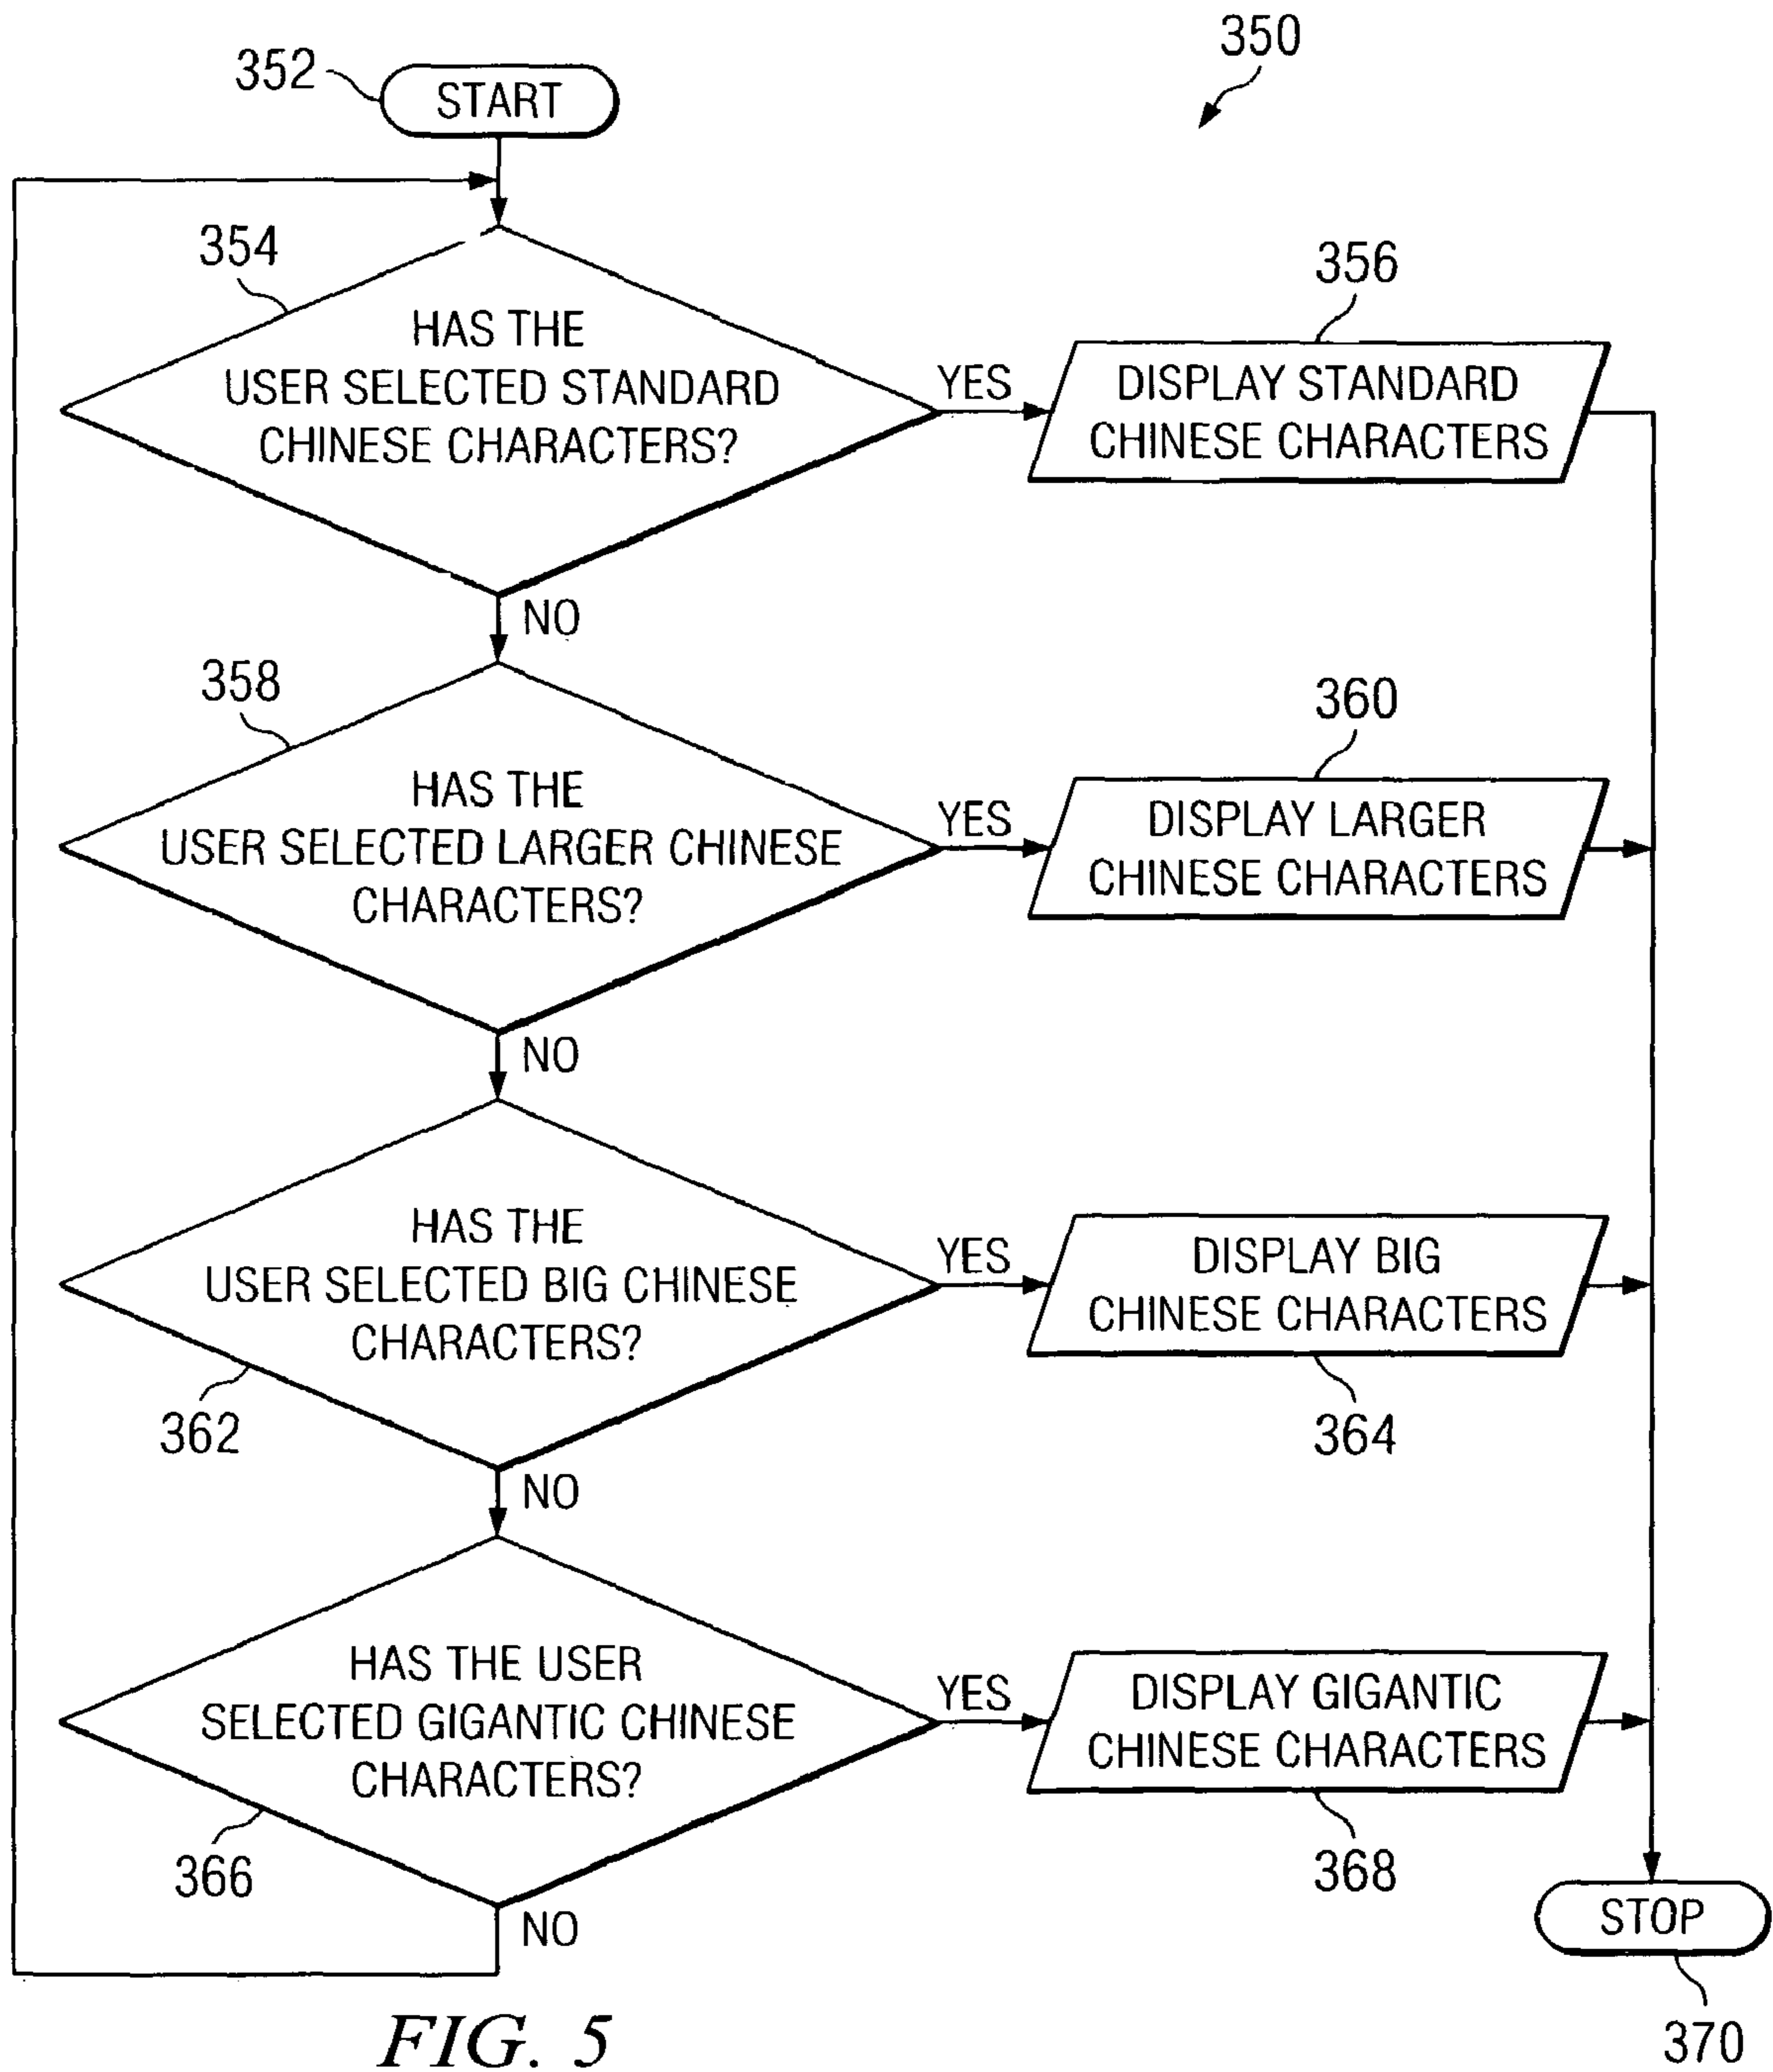 350
352
START
354
HAS THE
USER SELECTED STANDARD
CHINESE CHARACTERS?
YES
356
DISPLAY STANDARD
CHINESE CHARACTERS
NO
358
HAS THE
USER SELECTED LARGER CHINESE
CHARACTERS?
YES
360
DISPLAY LARGER
CHINESE CHARACTERS
NO
HAS THE
USER SELECTED BIG CHINESE
CHARACTERS?
362
YES
DISPLAY BIG
CHINESE CHARACTERS
364
NO
HAS THE USER
SELECTED GIGANTIC CHINESE
CHARACTERS?
366
YES
DISPLAY GIGANTIC
CHINESE CHARACTERS
368
NO
STOP
370
FIG. 5